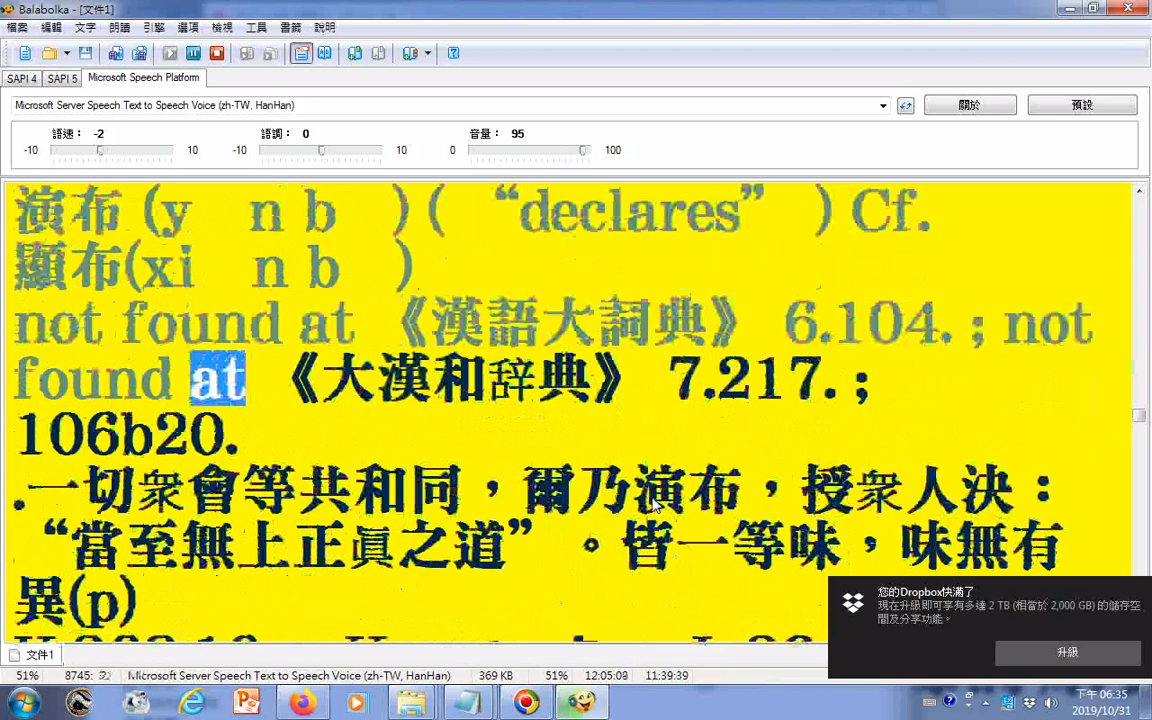 Balabolka - [文件1]
檔案 編輯 文字 朗讀 引擎 選項 檢視 工具 書籤 說明
SAPI 4 SAPI 5 Microsoft Speech Platform
Microsoft Server Speech Text to Speech Voice (zh-TW, HanHan) 關於 預設
語速： -2 語調： 0 音量： 95
-10 10 -10 10 0 100
演布 (y n b )( “declares” ) Cf.
顯布(xi n b )
not found at 《漢語大詞典》 6.104. ; not
found at 《大漢和辞典》 7.217. ;
106b20.
.一切衆會等共和同，爾乃演布，授衆人決：
“當至無上正眞之道” 。皆一等味，味無有
異(p)
您的Dropbox快滿了
現在升級即可享有多達 2 TB (相當於 2,000 GB) 的儲存空
間及分享功能。
升級
文件1
51% 8745: Microsoft Server Speech Text to Speech Voice (zh-TW, HanHan) 369 KB 51% 12:05:08 11:39:39
下午 06:35
2019/10/31